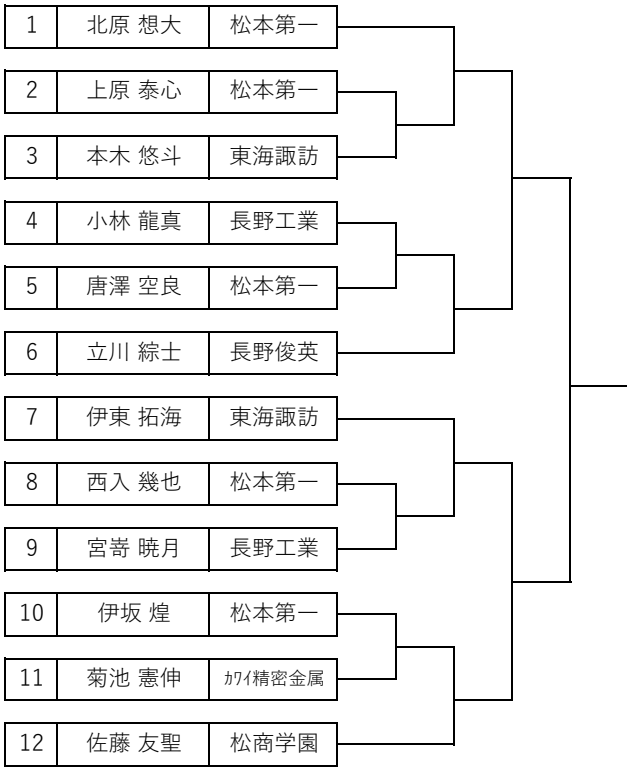 1 北原 想大 松本第一
2 上原 泰心 松本第一
3 本木 悠斗 東海諏訪
4 小林 龍真 長野工業
5 唐澤 空良 松本第一
6 立川 綜士 長野俊英
7 伊東 拓海 東海諏訪
8 西入 幾也 松本第一
9 宮嵜 暁月 長野工業
10 伊坂 煌 松本第一
11 菊池 憲伸 ｶﾜｲ精密金属
12 佐藤 友聖 松商学園